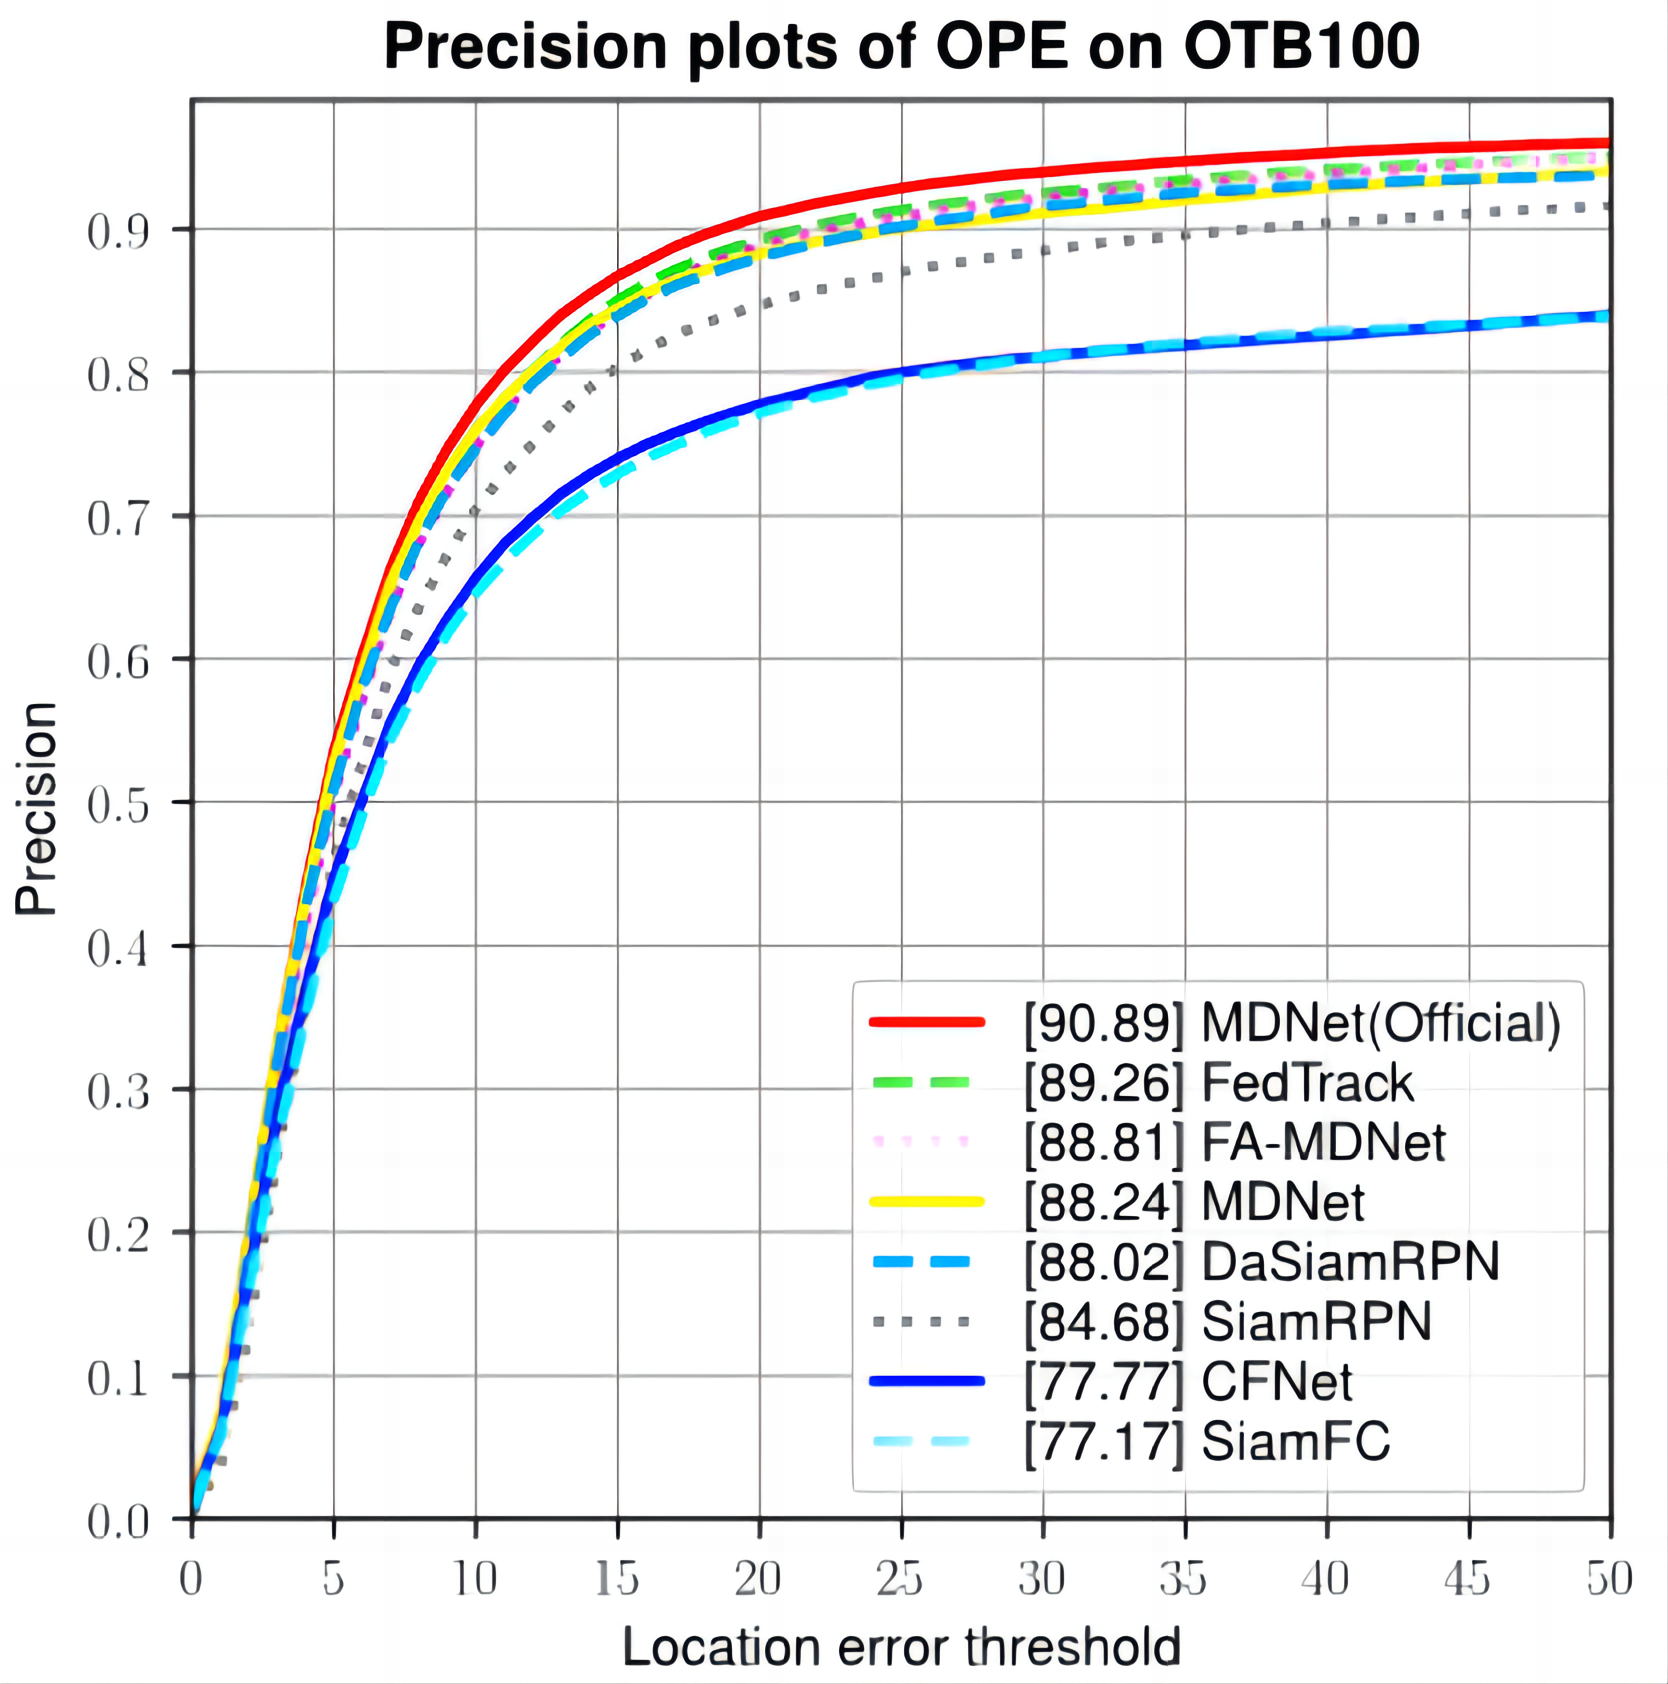 Precision plots of OPE on OTB100
Precision
0.9
0.8
0.7
0.6
0.5
0.4
0.3
0.2
0.1
0.0
[90.89] MDNet(Official)
[89.26] FedTrack
[88.81] FA-MDNet
[88.24] MDNet
[88.02] DaSiamRPN
[84.68] SiamRPN
[77.77] CFNet
[77.17] SiamFC
0 5 10 15 20 25 30 35 40 45 50
Location error threshold